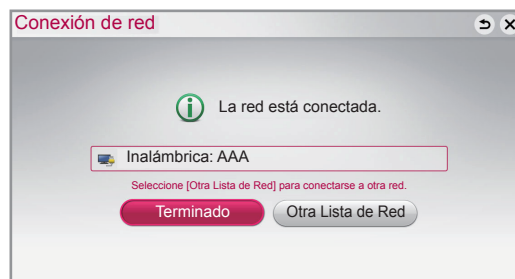 Conexión de red
La red está conectada.
Inalámbrica: AAA
Seleccione [Otra Lista de Red] para conectarse a otra red.
Terminado
Otra Lista de Red